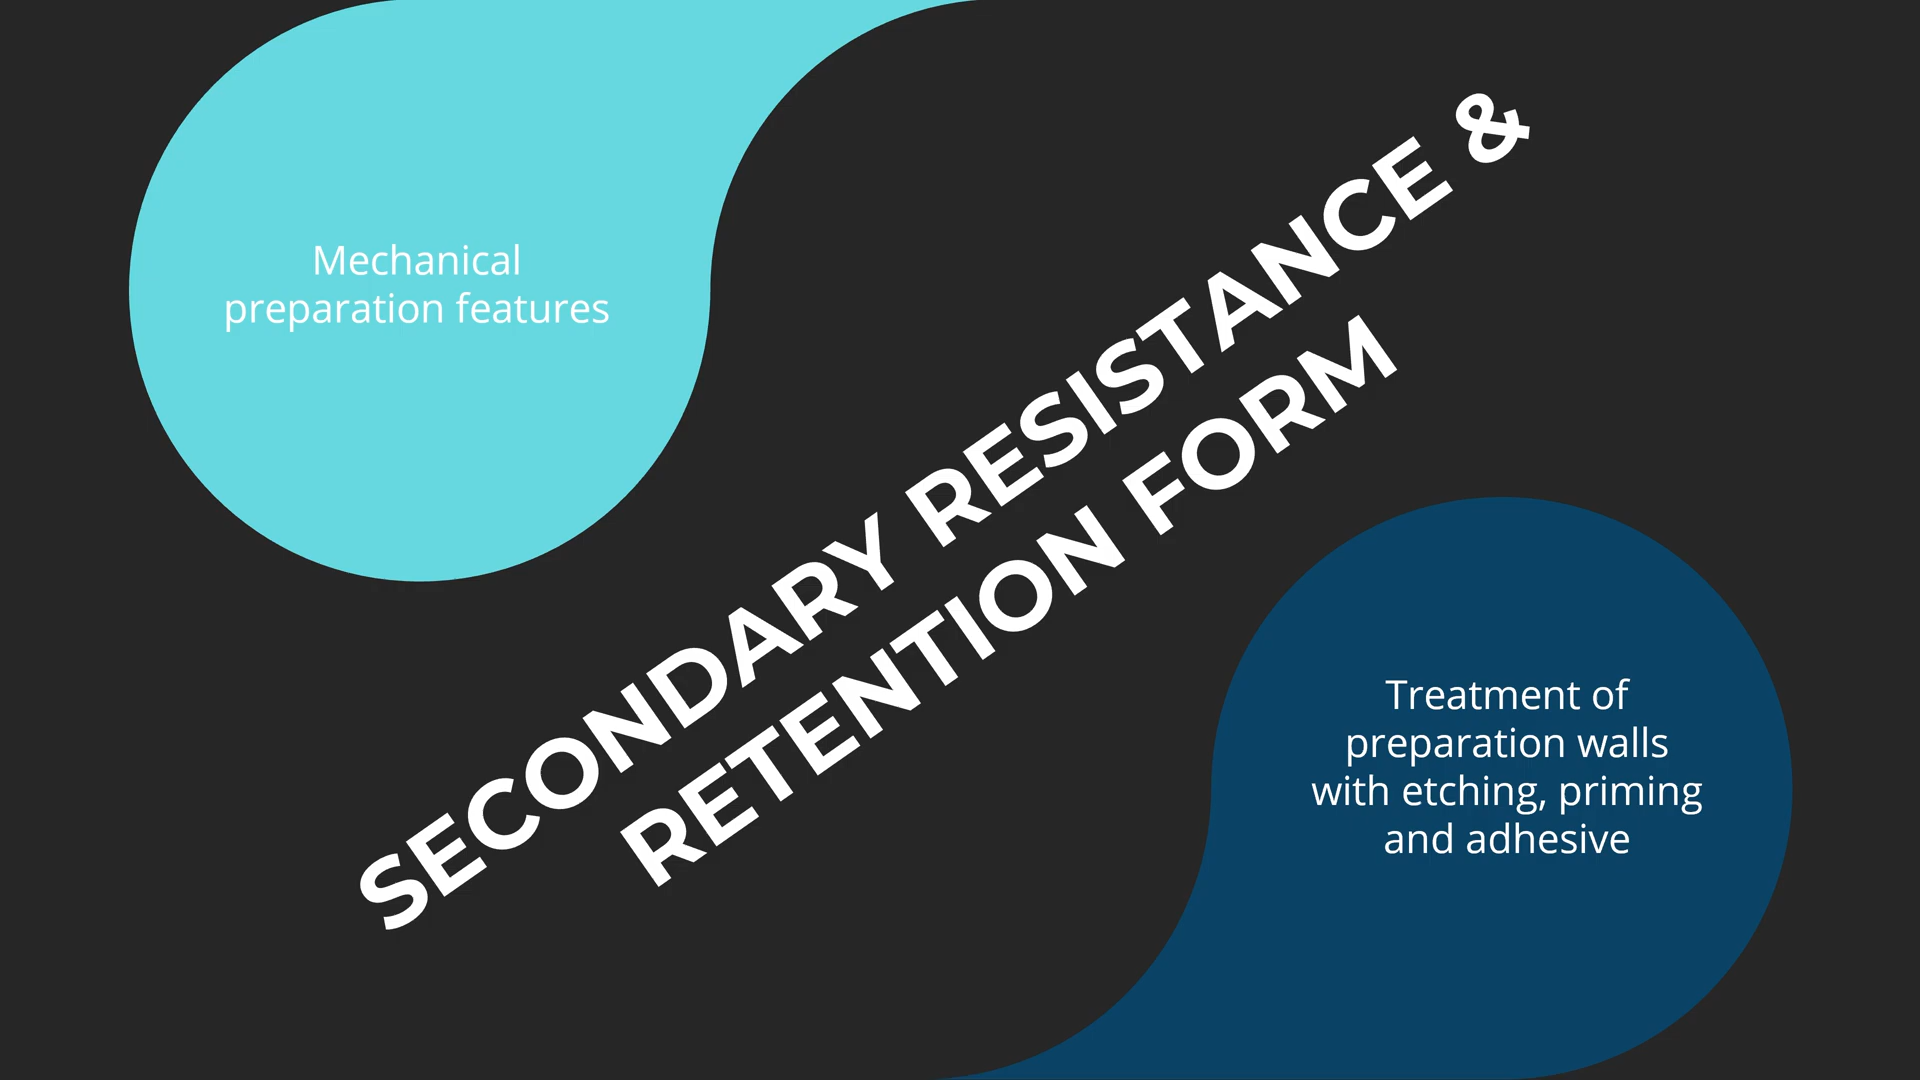 Mechanical
preparation features
SECONDARY RESISTANCE &
RETENTION FORM
Treatment of
preparation walls
with etching, priming
and adhesive